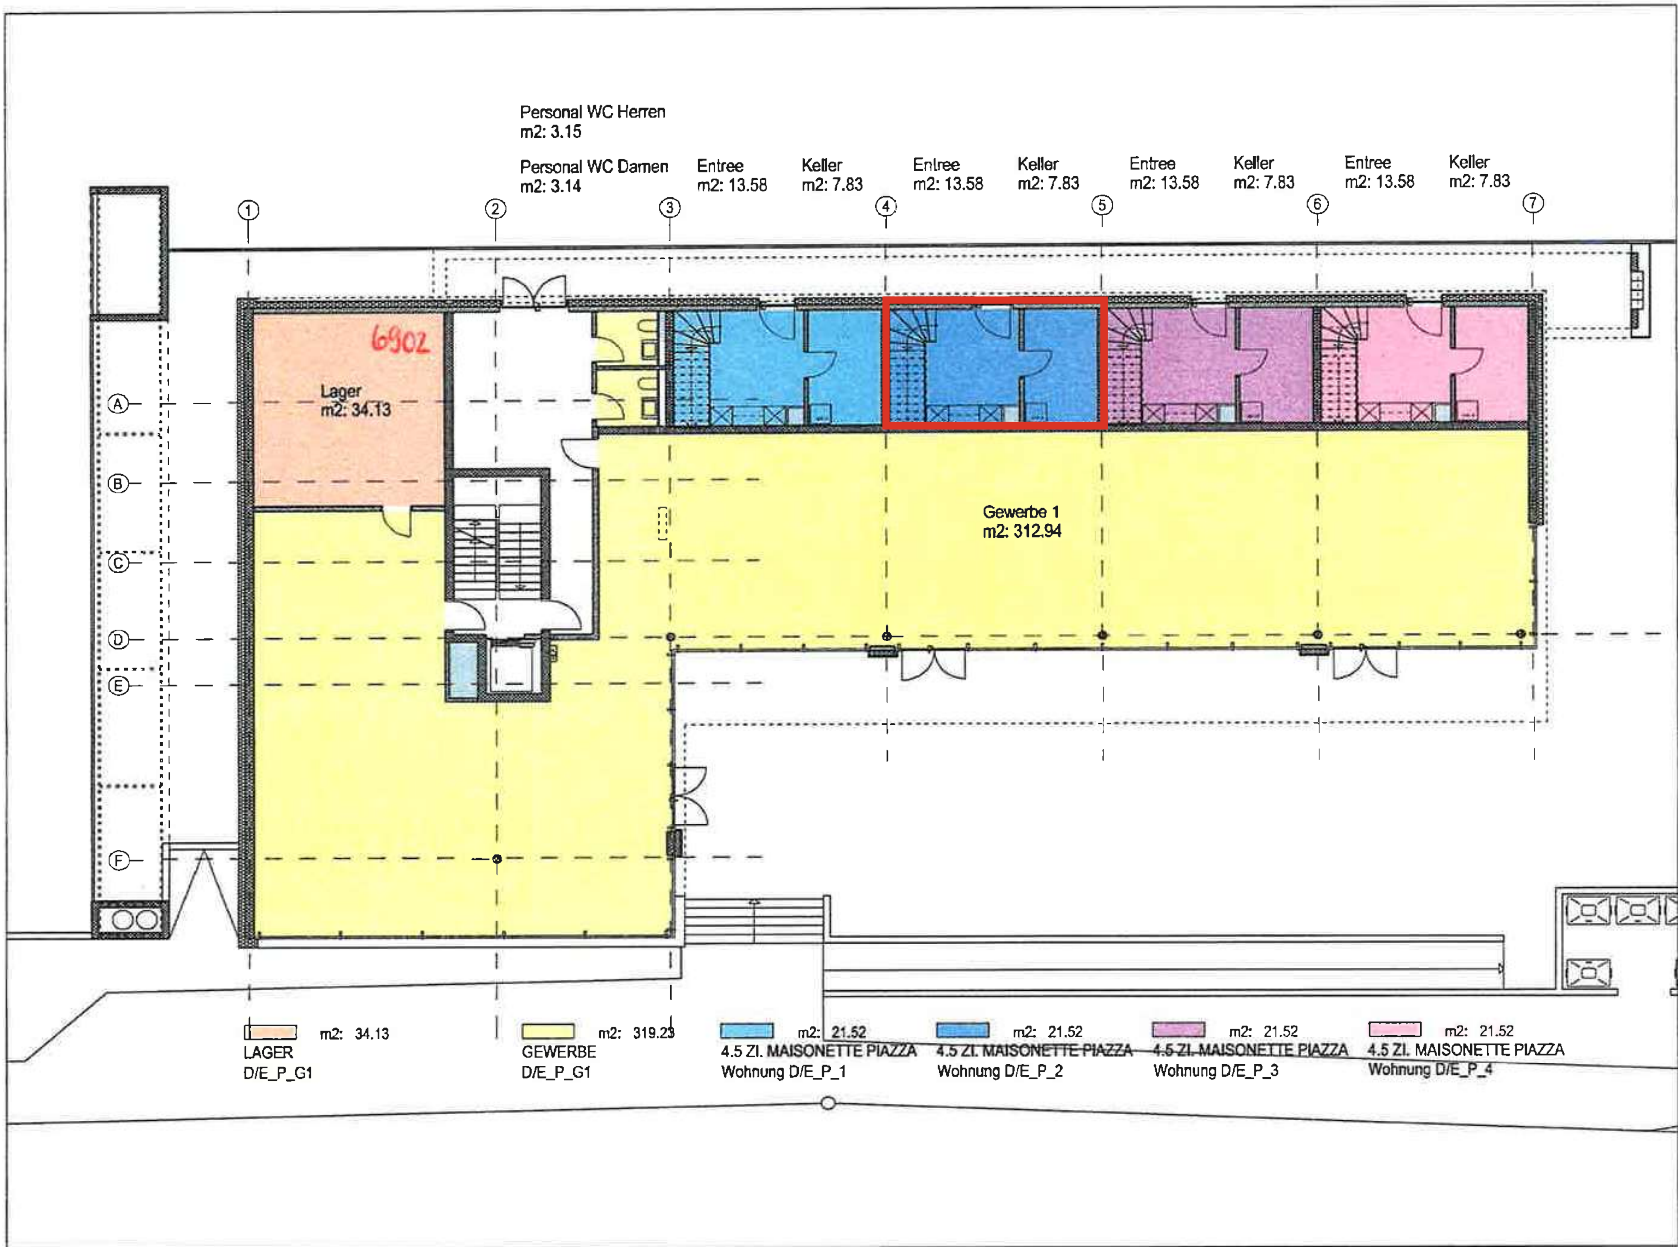 Personal WC Herren
m2: 3.15
Personal WC Damen
m2: 3.14
Entree
m2: 13.58
Keller
m2: 7.83
Entree
m2: 13.58
Keller
m2: 7.83
Entree
m2: 13.58
Keller
m2: 7.83
Entree
m2: 13.58
Keller
m2: 7.83
1
2
3
4
5
6
7
6902
Lager
m2: 34.13
A
B
C
D
E
F
Gewerbe 1
m2: 312.94
m2: 34.13
LAGER
D/E_P_G1
m2: 319.23
GEWERBE
D/E_P_G1
m2: 21.52
4.5 ZI. MAISONETTE PIAZZA
Wohnung D/E_P_1
m2: 21.52
4.5 ZI. MAISONETTE PIAZZA
Wohnung D/E_P_2
m2: 21.52
4.5 ZI. MAISONETTE PIAZZA
Wohnung D/E_P_3
m2: 21.52
4.5 ZI. MAISONETTE PIAZZA
Wohnung D/E_P_4